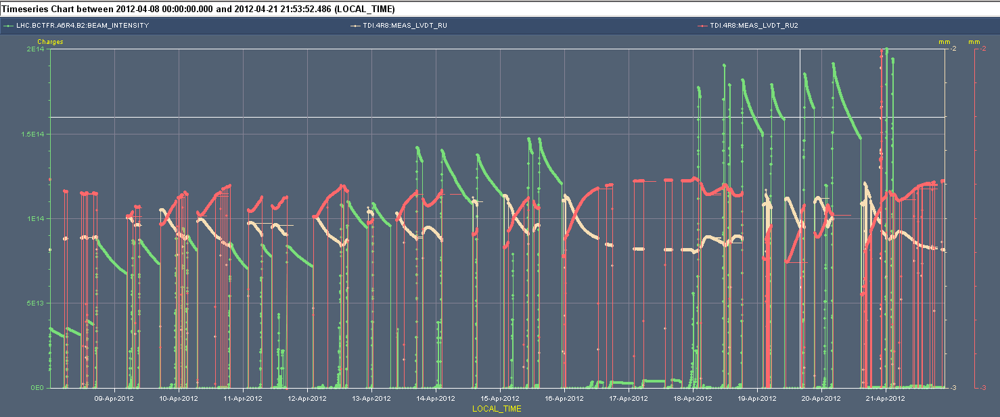 Timeseries Chart between 2012-04-08 00:00:00.000 and 2012-04-21 21:53:52.486 (LOCAL_TIME)
LHC.BCTFR.A6R4.B2:BEAM_INTENSITY TDI.4R8:MEAS_LVDT_RU TDI.4R8:MEAS_LVDT_RU2
Charges mm mm
2E14 -2 -2
1.5E14
1E14
5E13
0E0 -3 -3
09-Apr-2012 10-Apr-2012 11-Apr-2012 12-Apr-2012 13-Apr-2012 14-Apr-2012 15-Apr-2012 16-Apr-2012 17-Apr-2012 18-Apr-2012 19-Apr-2012 20-Apr-2012 21-Apr-2012
LOCAL_TIME